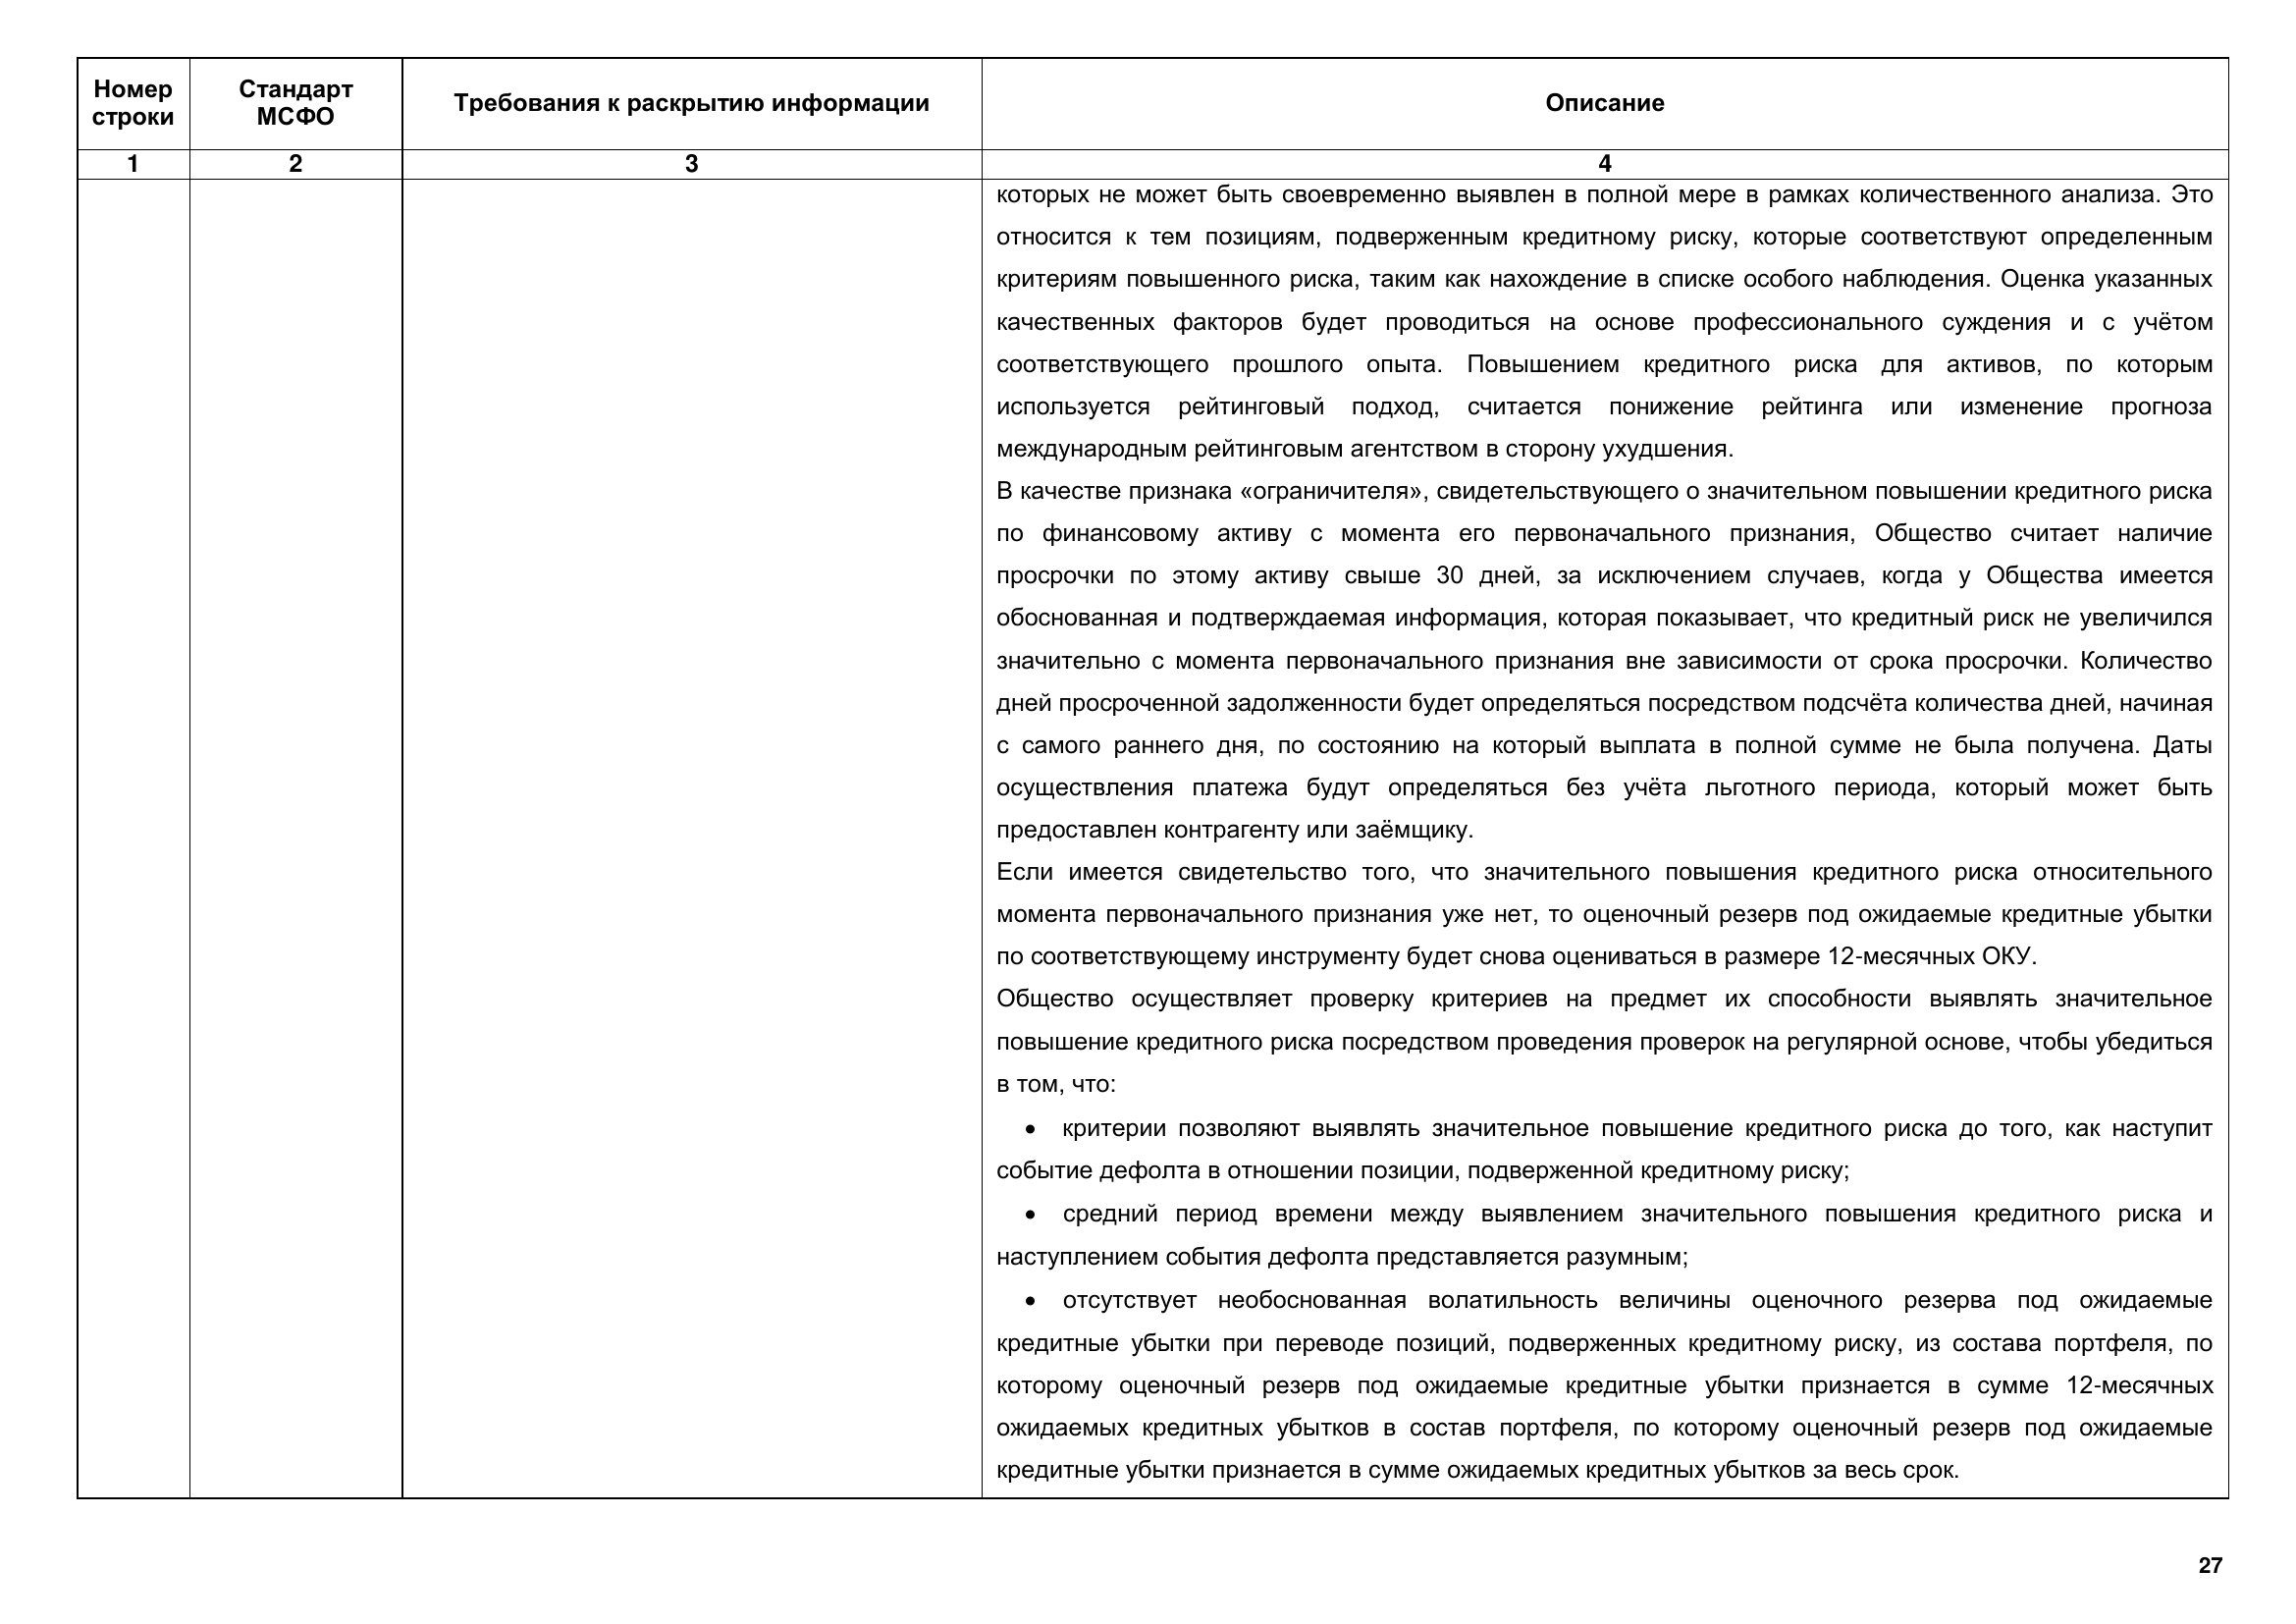 Номер строки
Стандарт МСФО
Требования к раскрытию информации
Описание
1
2
3
4
которых не может быть своевременно выявлен в полной мере в рамках количественного анализа. Это
относится к тем позициям, подверженным кредитному риску, которые соответствуют определенным
критериям повышенного риска, таким как нахождение в списке особого наблюдения. Оценка указанных
качественных факторов будет проводиться на основе профессионального суждения и с учётом
соответствующего прошлого опыта. Повышением кредитного риска для активов, по которым
используется рейтинговый подход, считается понижение рейтинга или изменение прогноза
международным рейтинговым агентством в сторону ухудшения.
В качестве признака «ограничителя», свидетельствующего о значительном повышении кредитного риска
по финансовому активу с момента его первоначального признания, Общество считает наличие
просрочки по этому активу свыше 30 дней, за исключением случаев, когда у Общества имеется
обоснованная и подтверждаемая информация, которая показывает, что кредитный риск не увеличился
значительно с момента первоначального признания вне зависимости от срока просрочки. Количество
дней просроченной задолженности будет определяться посредством подсчёта количества дней, начиная
с самого раннего дня, по состоянию на который выплата в полной сумме не была получена. Даты
осуществления платежа будут определяться без учёта льготного периода, который может быть
предоставлен контрагенту или заёмщику.
Если имеется свидетельство того, что значительного повышения кредитного риска относительного
момента первоначального признания уже нет, то оценочный резерв под ожидаемые кредитные убытки
по соответствующему инструменту будет снова оцениваться в размере 12-месячных ОКУ.
Общество осуществляет проверку критериев на предмет их способности выявлять значительное
повышение кредитного риска посредством проведения проверок на регулярной основе, чтобы убедиться
в том, что:
• критерии позволяют выявлять значительное повышение кредитного риска до того, как наступит
событие дефолта в отношении позиции, подверженной кредитному риску;
• средний период времени между выявлением значительного повышения кредитного риска и
наступлением события дефолта представляется разумным;
• отсутствует необоснованная волатильность величины оценочного резерва под ожидаемые
кредитные убытки при переводе позиций, подверженных кредитному риску, из состава портфеля, по
которому оценочный резерв под ожидаемые кредитные убытки признается в сумме 12-месячных
ожидаемых кредитных убытков в состав портфеля, по которому оценочный резерв под ожидаемые
кредитные убытки признается в сумме ожидаемых кредитных убытков за весь срок.
27